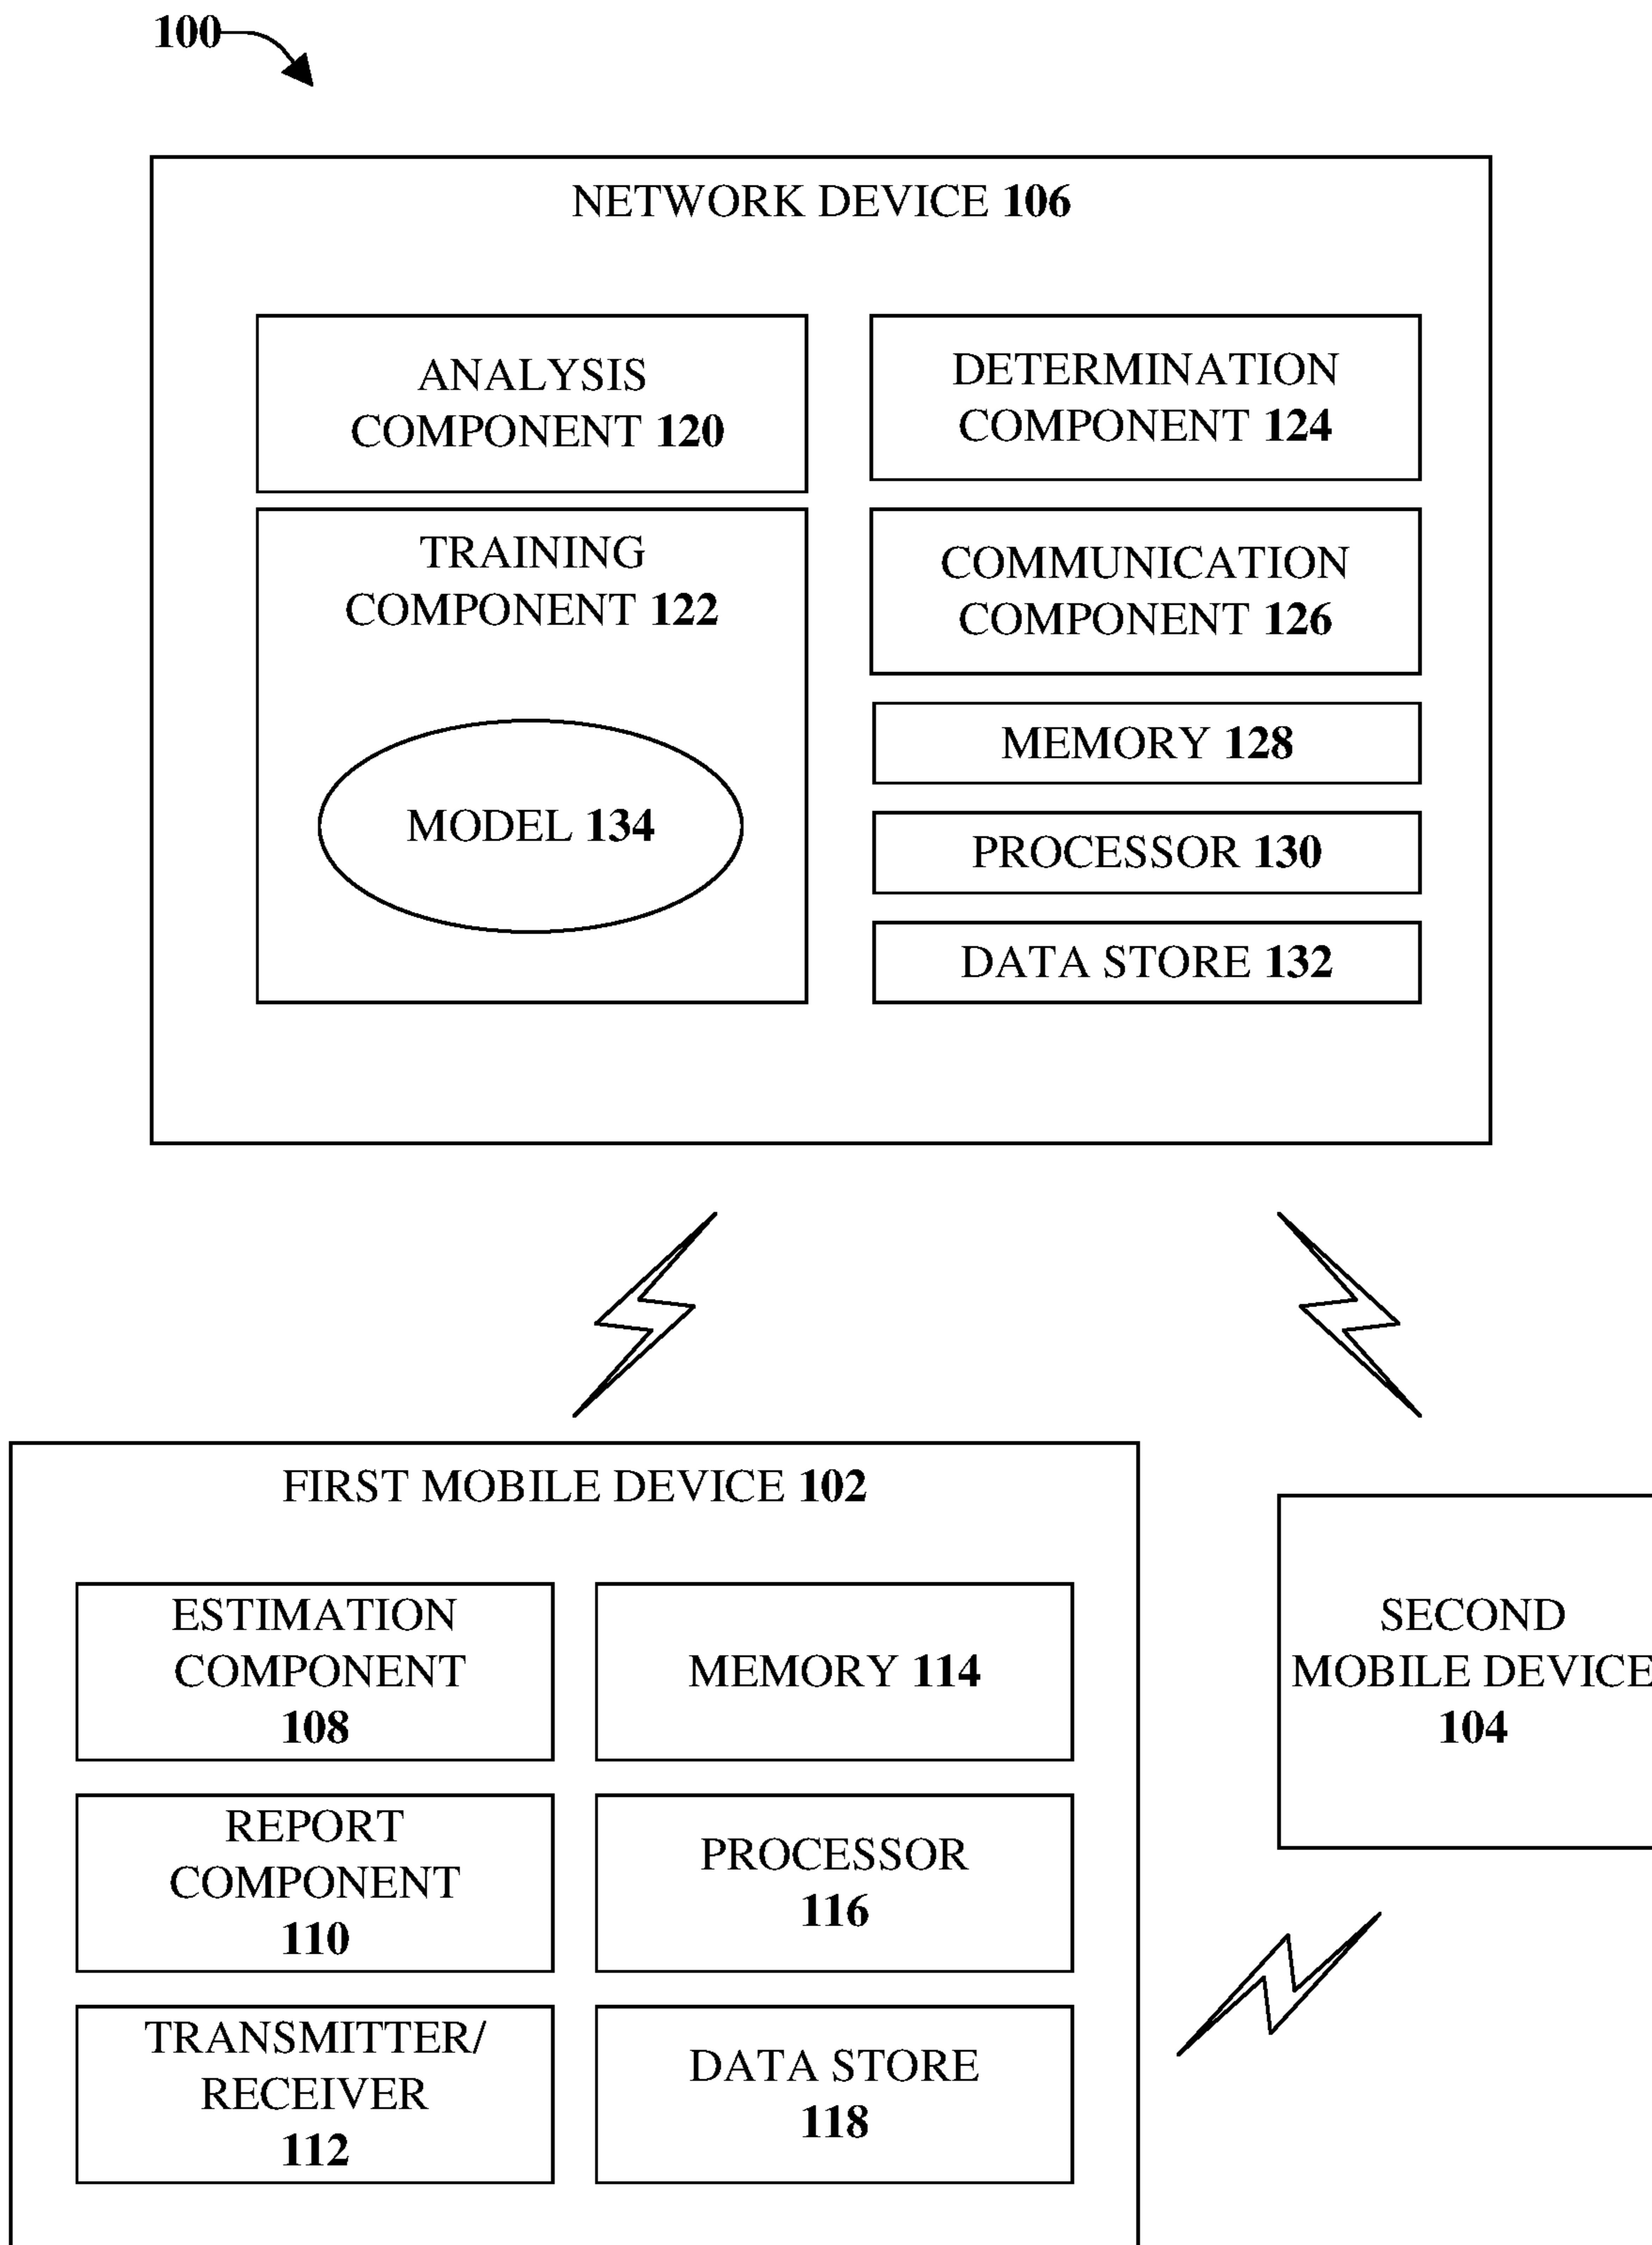 100
NETWORK DEVICE 106
ANALYSIS
COMPONENT 120
DETERMINATION
COMPONENT 124
TRAINING
COMPONENT 122
MODEL 134
COMMUNICATION
COMPONENT 126
MEMORY 128
PROCESSOR 130
DATA STORE 132
FIRST MOBILE DEVICE 102
ESTIMATION
COMPONENT
108
MEMORY 114
REPORT
COMPONENT
110
PROCESSOR
116
TRANSMITTER/
RECEIVER
112
DATA STORE
118
SECOND
MOBILE DEVICE
104